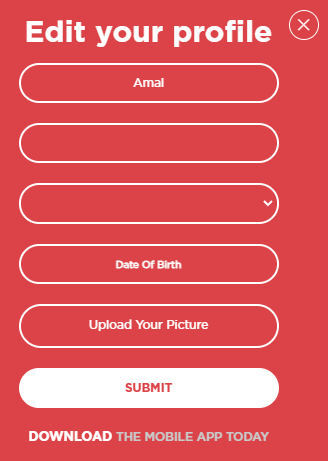 Edit your profile
Amal
Date Of Birth
Upload Your Picture
SUBMIT
DOWNLOAD THE MOBILE APP TODAY